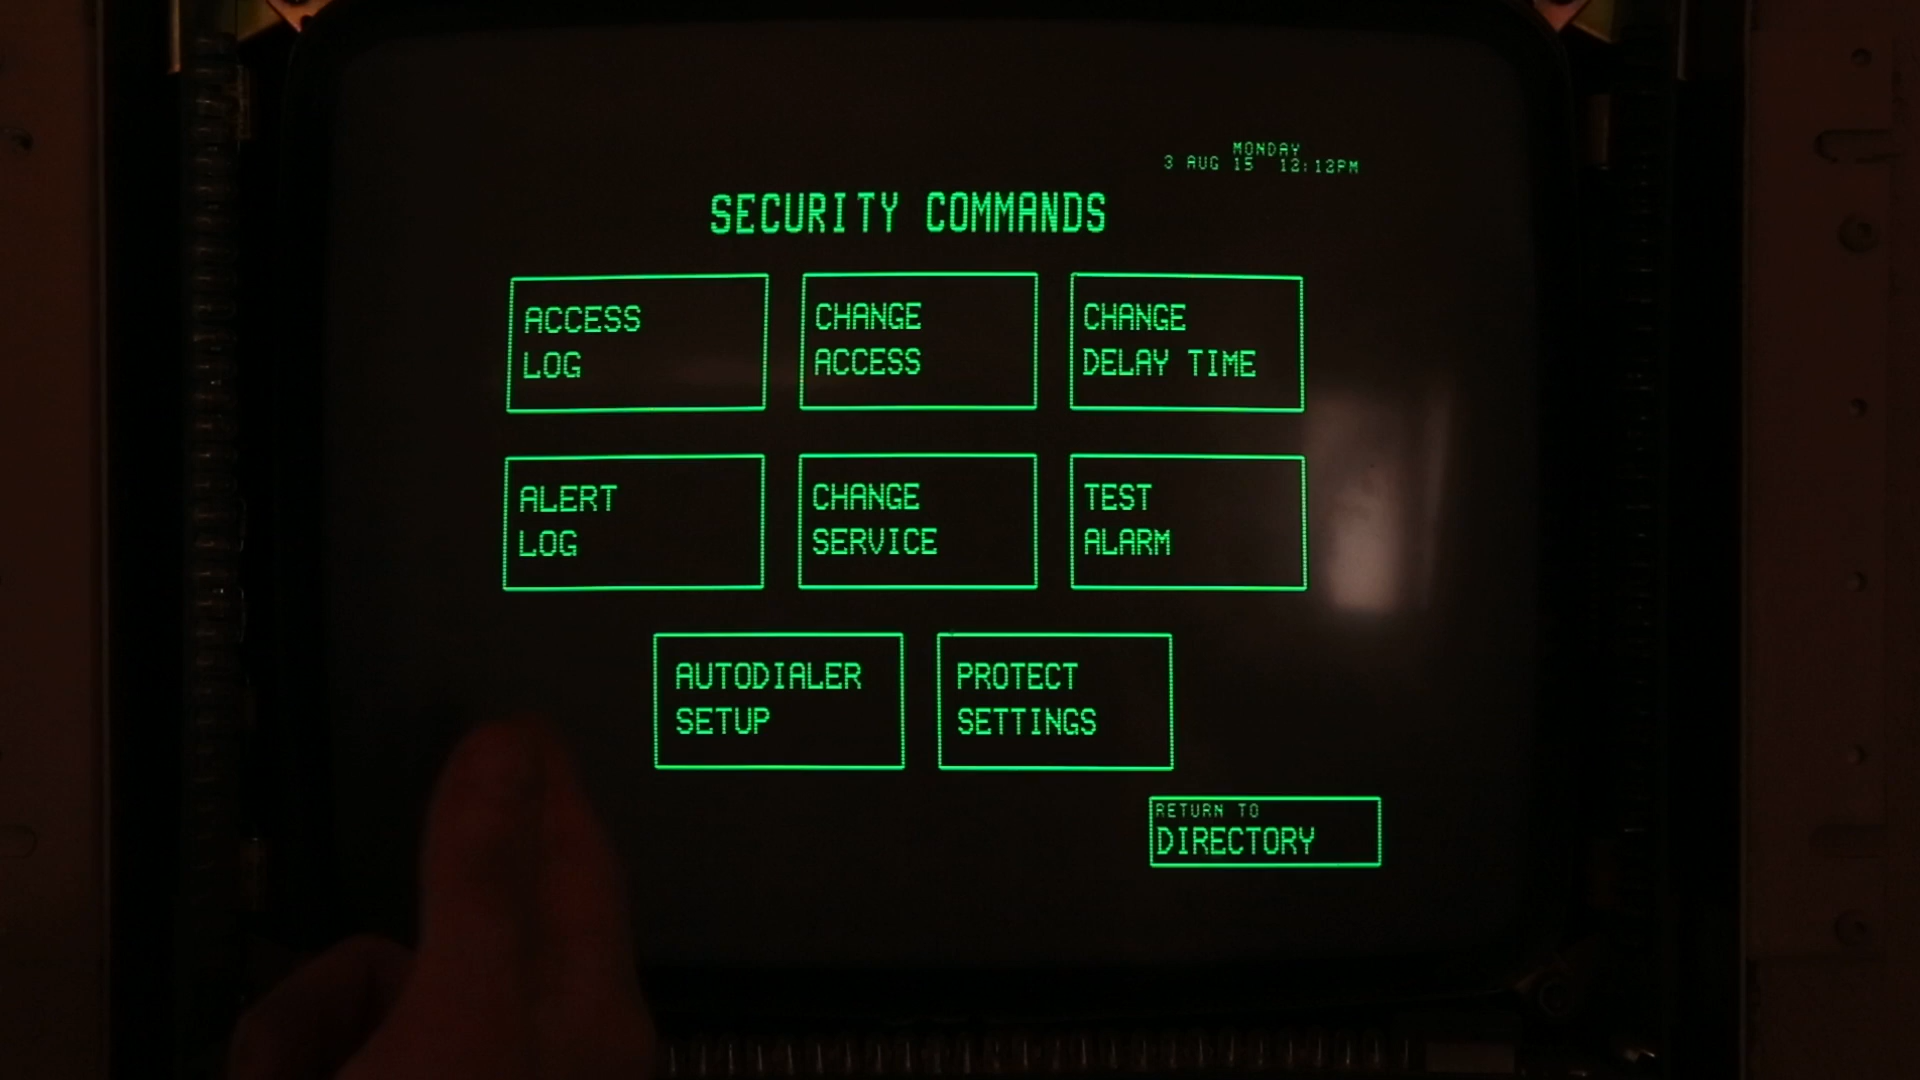 MONDAY
3 AUG 15 12:12PM
SECURITY COMMANDS
ACCESS
LOG
CHANGE
ACCESS
CHANGE
DELAY TIME
ALERT
LOG
CHANGE
SERVICE
TEST
ALARM
AUTODIALER
SETUP
PROTECT
SETTINGS
RETURN TO
DIRECTORY